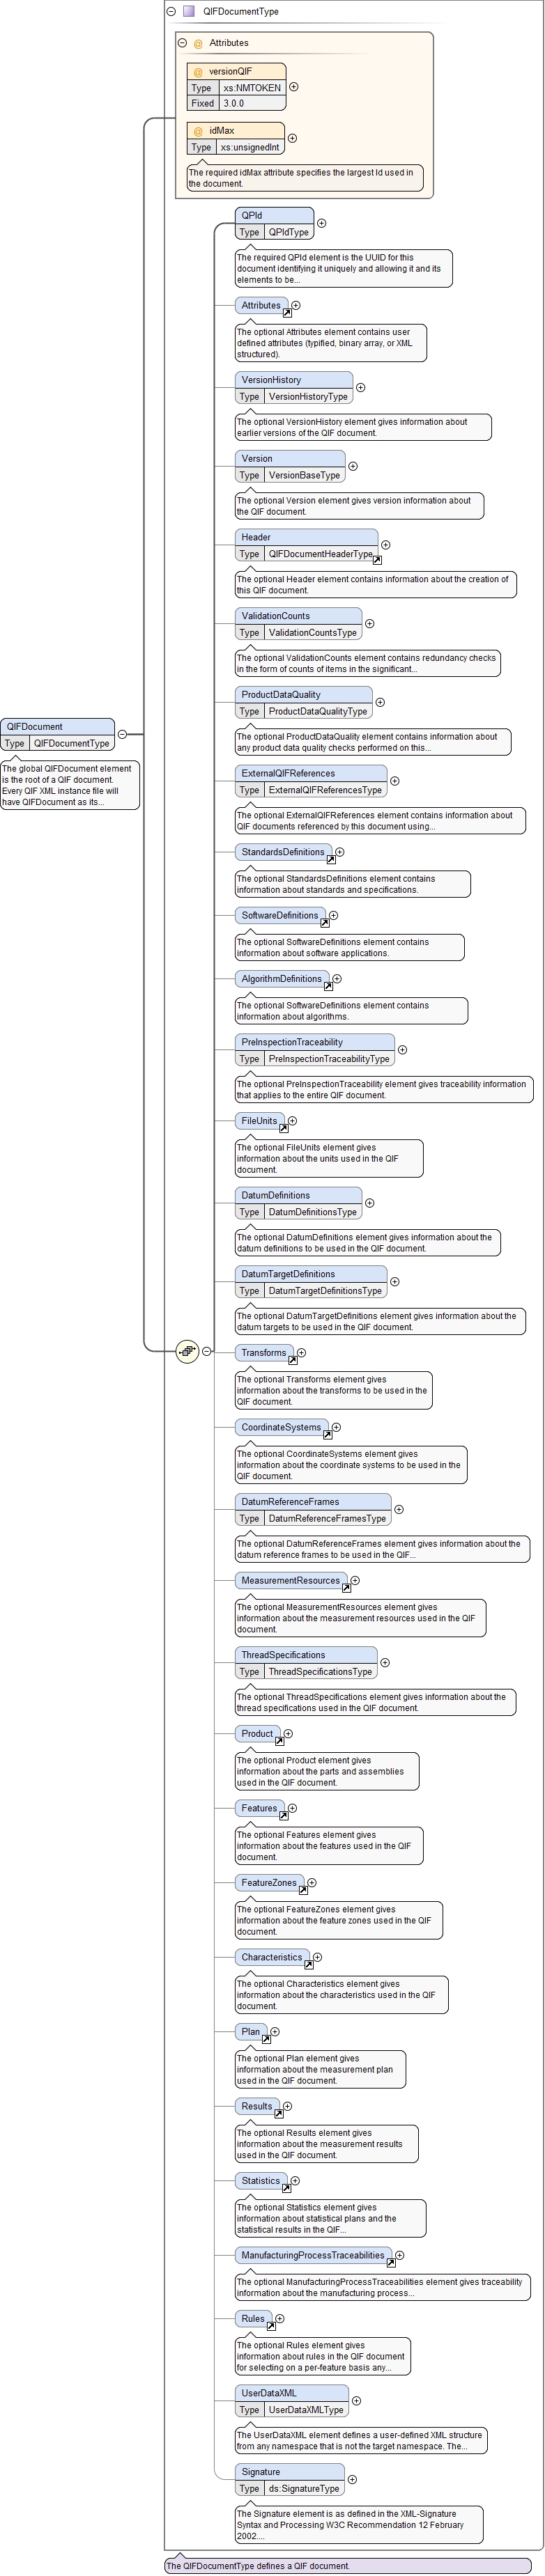 QIFDocumentType
@ Attributes
@ versionQIF
Type xs:NMTOKEN
Fixed 3.0.0
@ idMax
Type xs:unsignedInt
The required idMax attribute specifies the largest Id used in
the document.
QPId
Type QPIdType
The required QPId element is the UUID for this
document identifying it uniquely and allowing it and its
elements to be...
Attributes
The optional Attributes element contains user
defined attributes (typified, binary array, or XML
structured).
VersionHistory
Type VersionHistoryType
The optional VersionHistory element gives information about
earlier versions of the QIF document.
Version
Type VersionBaseType
The optional Version element gives version information about
the QIF document.
Header
Type QIFDocumentHeaderType
The optional Header element contains information about the creation of
this QIF document.
ValidationCounts
Type ValidationCountsType
The optional ValidationCounts element contains redundancy checks
in the form of counts of items in the significant...
ProductDataQuality
Type ProductDataQualityType
The optional ProductDataQuality element contains information about
any product data quality checks performed on this...
QIFDocument
Type QIFDocumentType
The global QIFDocument element
is the root of a QIF document.
Every QIF XML instance file will
have QIFDocument as its...
ExternalQIFReferences
Type ExternalQIFReferencesType
The optional ExternalQIFReferences element contains information about
QIF documents referenced by this document using...
StandardsDefinitions
The optional StandardsDefinitions element contains
information about standards and specifications.
SoftwareDefinitions
The optional SoftwareDefinitions element contains
information about software applications.
AlgorithmDefinitions
The optional SoftwareDefinitions element contains
information about algorithms.
PreInspectionTraceability
Type PreInspectionTraceabilityType
The optional PreInspectionTraceability element gives traceability information
that applies to the entire QIF document.
FileUnits
The optional FileUnits element gives
information about the units used in the QIF
document.
DatumDefinitions
Type DatumDefinitionsType
The optional DatumDefinitions element gives information about the
datum definitions to be used in the QIF document.
DatumTargetDefinitions
Type DatumTargetDefinitionsType
The optional DatumTargetDefinitions element gives information about the
datum targets to be used in the QIF document.
Transforms
The optional Transforms element gives
information about the transforms to be used in the
QIF document.
CoordinateSystems
The optional CoordinateSystems element gives
information about the coordinate systems to be used in the
QIF document.
DatumReferenceFrames
Type DatumReferenceFramesType
The optional DatumReferenceFrames element gives information about the
datum reference frames to be used in the QIF...
MeasurementResources
The optional MeasurementResources element gives
information about the measurement resources used in the QIF
document.
ThreadSpecifications
Type ThreadSpecificationsType
The optional ThreadSpecifications element gives information about the
thread specifications used in the QIF document.
Product
The optional Product element gives
information about the parts and assemblies
used in the QIF document.
Features
The optional Features element gives
information about the features used in the QIF
document.
FeatureZones
The optional FeatureZones element gives
information about the feature zones used in the QIF
document.
Characteristics
The optional Characteristics element gives
information about the characteristics used in the QIF
document.
Plan
The optional Plan element gives
information about the measurement plan
used in the QIF document.
Results
The optional Results element gives
information about the measurement results
used in the QIF document.
Statistics
The optional Statistics element gives
information about statistical plans and the
statistical results in the QIF...
ManufacturingProcessTraceabilities
The optional ManufacturingProcessTraceabilities element gives traceability
information about the manufacturing process...
Rules
The optional Rules element gives
information about rules in the QIF document
for selecting on a per-feature basis any...
UserDataXML
Type UserDataXMLType
The UserDataXML element defines a user-defined XML structure
from any namespace that is not the target namespace. The...
Signature
Type ds:SignatureType
The Signature element is as defined in the XML-Signature
Syntax and Processing W3C Recommendation 12 February
2002....
The QIFDocumentType defines a QIF document.